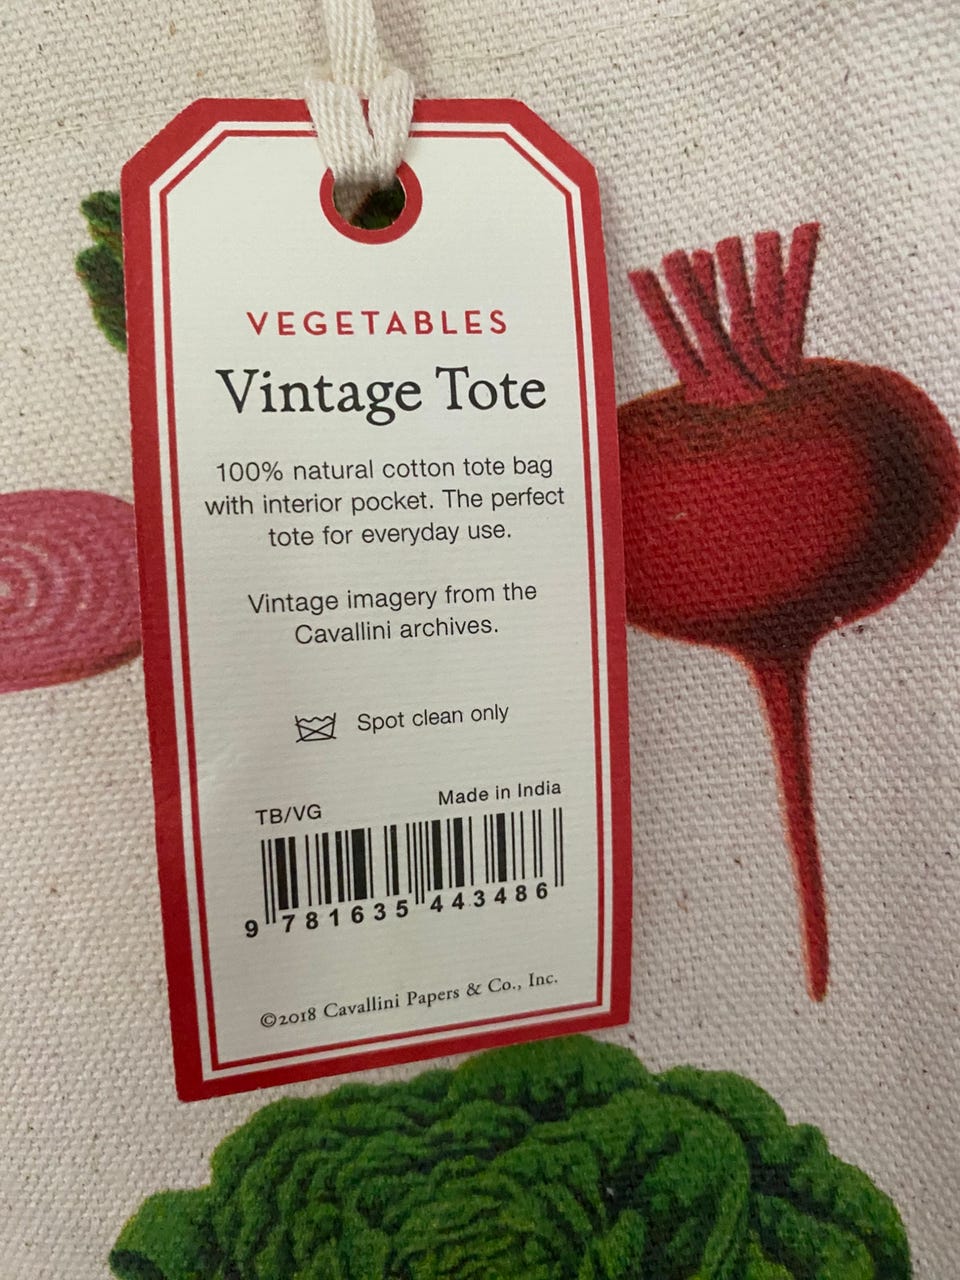 VEGETABLES
Vintage Tote
100% natural cotton tote bag
with interior pocket. The perfect
tote for everyday use.
Vintage imagery from the
Cavallini archives.
Spot clean only
TB/VG
Made in India
9 781635 443486
©2018 Cavallini Papers & Co., Inc.